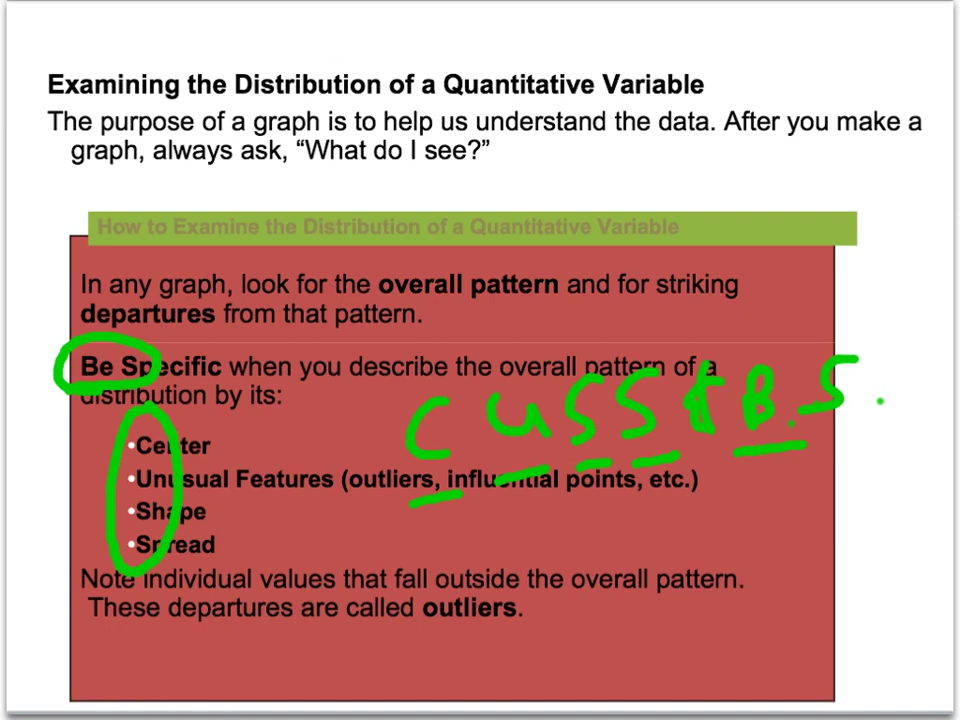 Examining the Distribution of a Quantitative Variable
The purpose of a graph is to help us understand the data. After you make a
graph, always ask, “What do I see?”
How to Examine the Distribution of a Quantitative Variable
In any graph, look for the overall pattern and for striking
departures from that pattern.
Be Specific when you describe the overall pattern of a
distribution by its:
C U S S & B. S.
•Center
•Unusual Features (outliers, influential points, etc.)
•Shape
•Spread
Note individual values that fall outside the overall pattern.
These departures are called outliers.